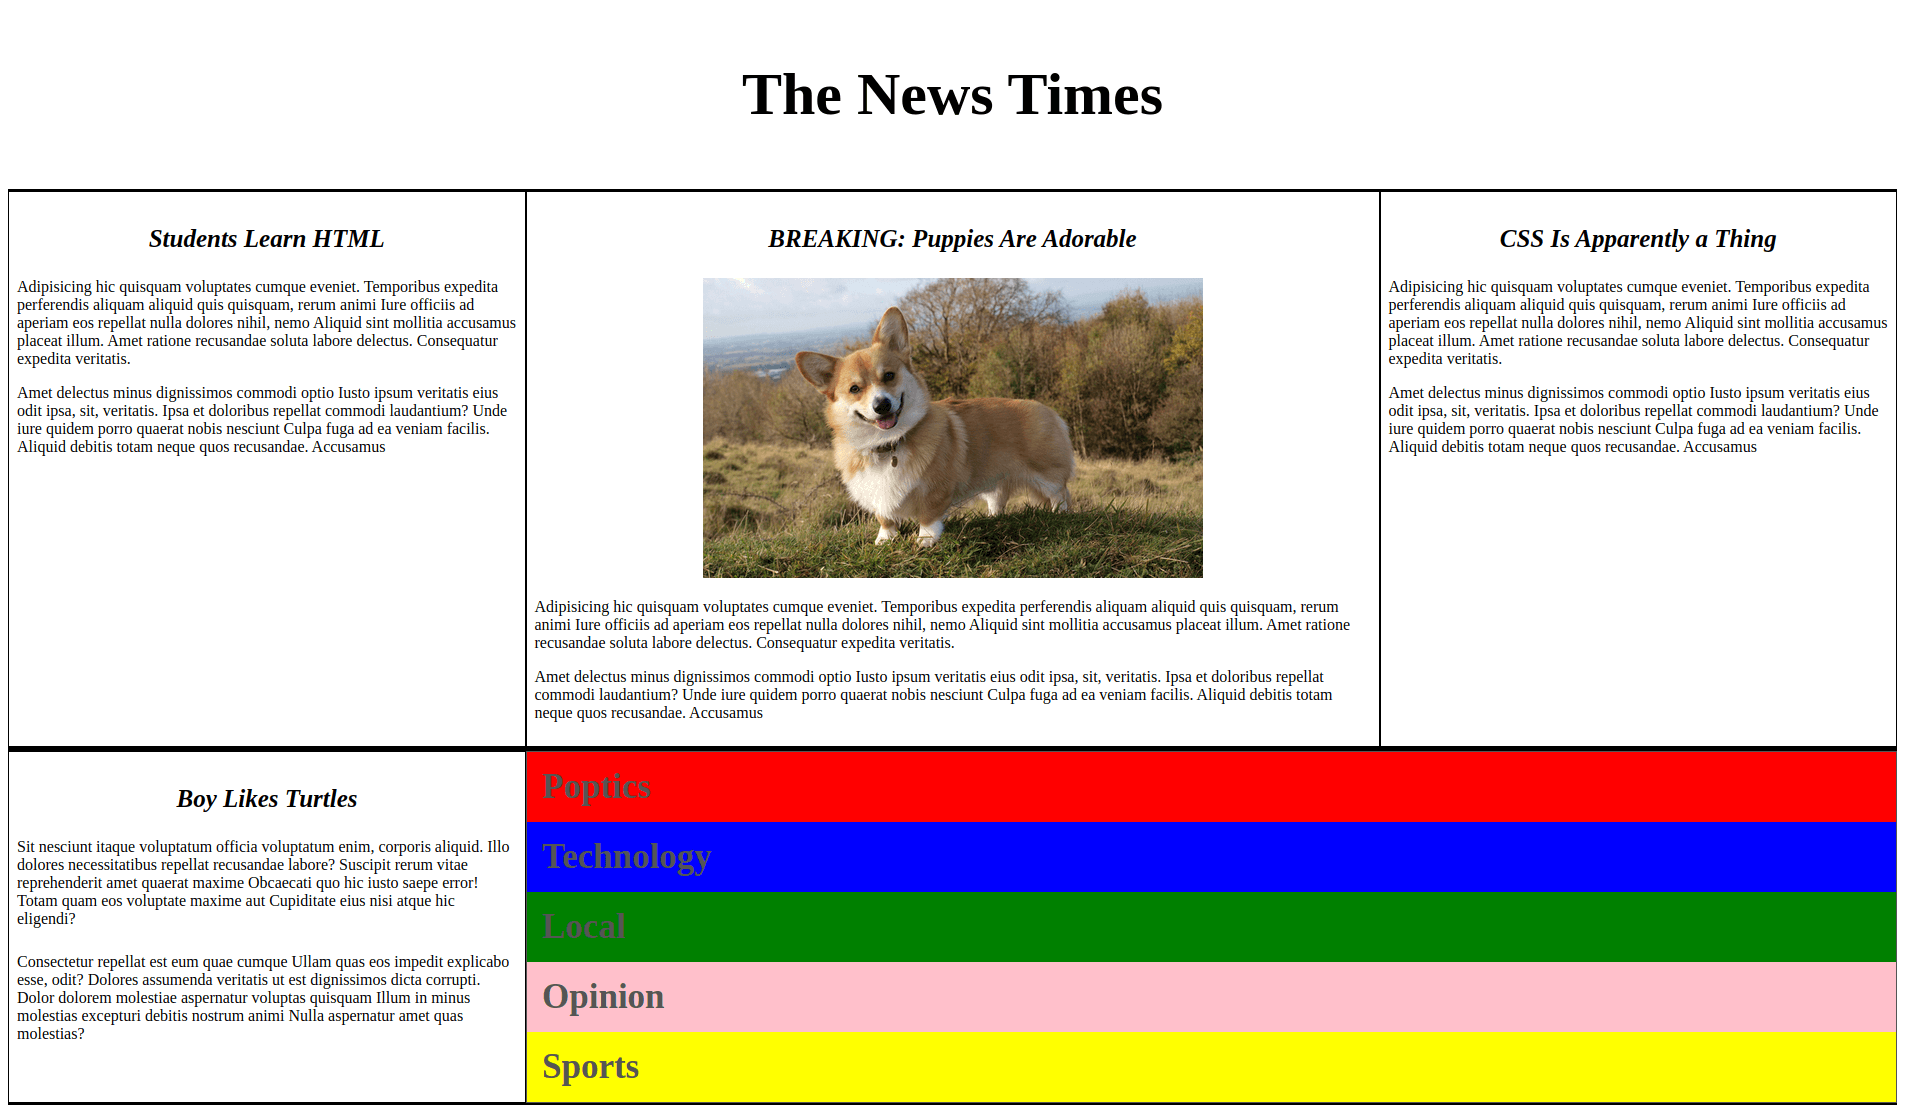 The News Times
Students Learn HTML
Adipisicing hic quisquam voluptates cumque eveniet. Temporibus expedita
perferendis aliquam aliquid quis quisquam, rerum animi Iure officiis ad
aperiam eos repellat nulla dolores nihil, nemo Aliquid sint mollitia accusamus
placeat illum. Amet ratione recusandae soluta labore delectus. Consequatur
expedita veritatis.
Amet delectus minus dignissimos commodi optio Iusto ipsum veritatis eius
odit ipsa, sit, veritatis. Ipsa et doloribus repellat commodi laudantium? Unde
iure quidem porro quaerat nobis nesciunt Culpa fuga ad ea veniam facilis.
Aliquid debitis totam neque quos recusandae. Accusamus
BREAKING: Puppies Are Adorable
Adipisicing hic quisquam voluptates cumque eveniet. Temporibus expedita perferendis aliquam aliquid quis quisquam, rerum
animi Iure officiis ad aperiam eos repellat nulla dolores nihil, nemo Aliquid sint mollitia accusamus placeat illum. Amet ratione
recusandae soluta labore delectus. Consequatur expedita veritatis.
Amet delectus minus dignissimos commodi optio Iusto ipsum veritatis eius odit ipsa, sit, veritatis. Ipsa et doloribus repellat
commodi laudantium? Unde iure quidem porro quaerat nobis nesciunt Culpa fuga ad ea veniam facilis. Aliquid debitis totam
neque quos recusandae. Accusamus
CSS Is Apparently a Thing
Adipisicing hic quisquam voluptates cumque eveniet. Temporibus expedita
perferendis aliquam aliquid quis quisquam, rerum animi Iure officiis ad
aperiam eos repellat nulla dolores nihil, nemo Aliquid sint mollitia accusamus
placeat illum. Amet ratione recusandae soluta labore delectus. Consequatur
expedita veritatis.
Amet delectus minus dignissimos commodi optio Iusto ipsum veritatis eius
odit ipsa, sit, veritatis. Ipsa et doloribus repellat commodi laudantium? Unde
iure quidem porro quaerat nobis nesciunt Culpa fuga ad ea veniam facilis.
Aliquid debitis totam neque quos recusandae. Accusamus
Boy Likes Turtles
Sit nesciunt itaque voluptatum officia voluptatum enim, corporis aliquid. Illo
dolores necessitatibus repellat recusandae labore? Suscipit rerum vitae
reprehenderit amet quaerat maxime Obcaecati quo hic iusto saepe error!
Totam quam eos voluptate maxime aut Cupiditate eius nisi atque hic
eligendi?
Consectetur repellat est eum quae cumque Ullam quas eos impedit explicabo
esse, odit? Dolores assumenda veritatis ut est dignissimos dicta corrupti.
Dolor dolorem molestiae aspernatur voluptas quisquam Illum in minus
molestias excepturi debitis nostrum animi Nulla aspernatur amet quas
molestias?
Poptics
Technology
Local
Opinion
Sports